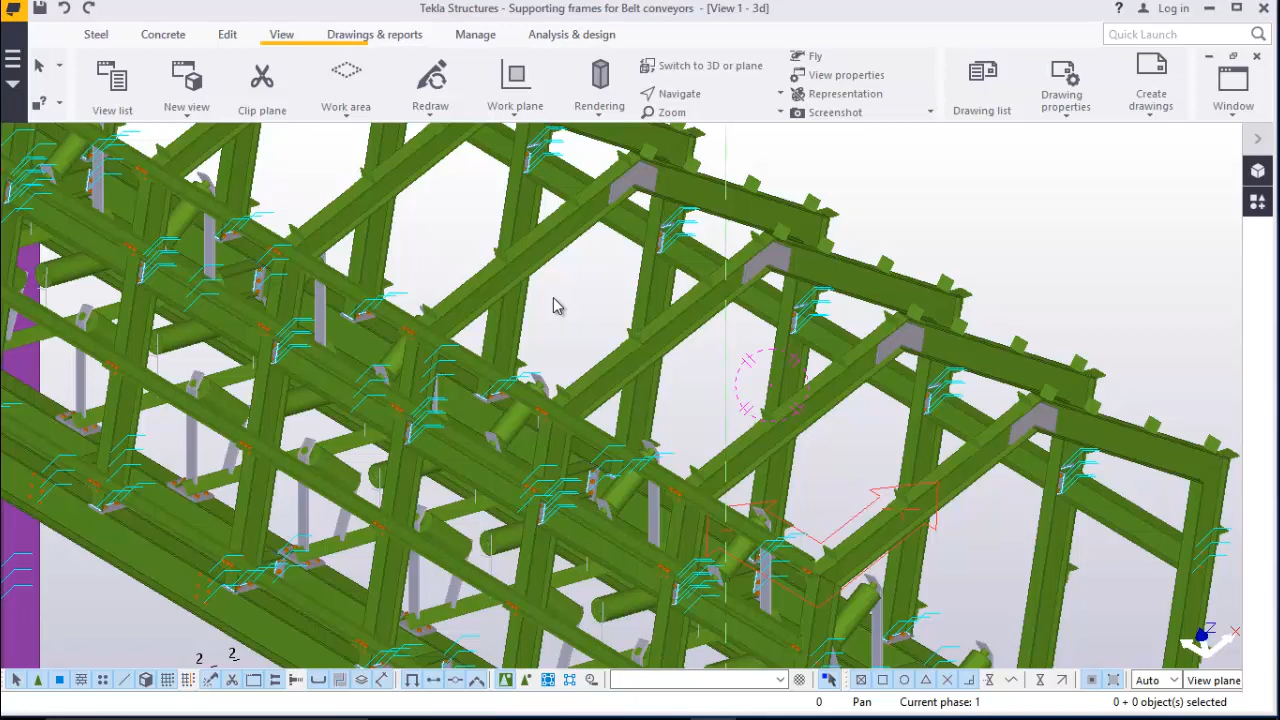 Tekla Structures - Supporting frames for Belt conveyors - [View 1 - 3d]
? Log in
Steel Concrete Edit View Drawings & reports Manage Analysis & design Quick Launch
View list
New view
Clip plane
Work area
Redraw
Work plane
Rendering
Switch to 3D or plane
Navigate
Zoom
Fly
View properties
Representation
Screenshot
Drawing list
Drawing properties
Create drawings
Window
2 2
Z
X
Auto View plane
0 Pan Current phase: 1 0 + 0 object(s) selected